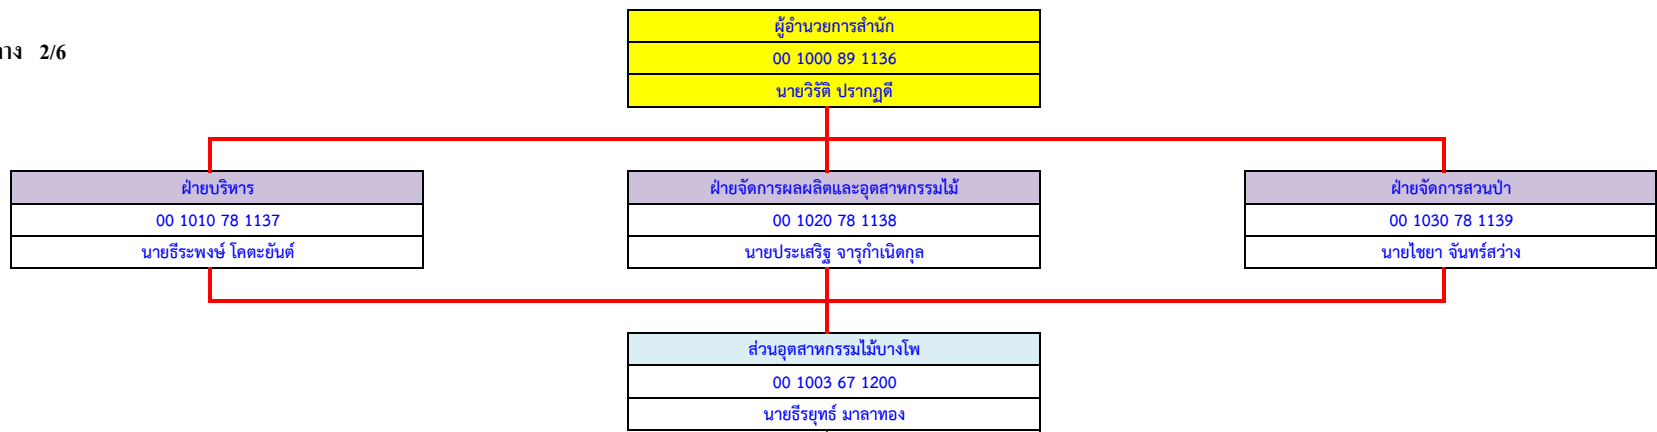 ผู้อำนวยการสำนัก
2/6
00 1000 89 1136
นายวิรัติ ปรากฏดี
ฝ่ายบริหาร
00 1010 78 1137
นายธีระพงษ์ โคตะยันต์
ฝ่ายจัดการผลผลิตและอุตสาหกรรมไม้
00 1020 78 1138
นายประเสริฐ จารุกำเนิดกุล
ฝ่ายจัดการสวนป่า
00 1030 78 1139
นายไชยา จันทร์สว่าง
ส่วนอุตสาหกรรมไม้บางโพ
00 1003 67 1200
นายธีรยุทธ์ มาลาทอง